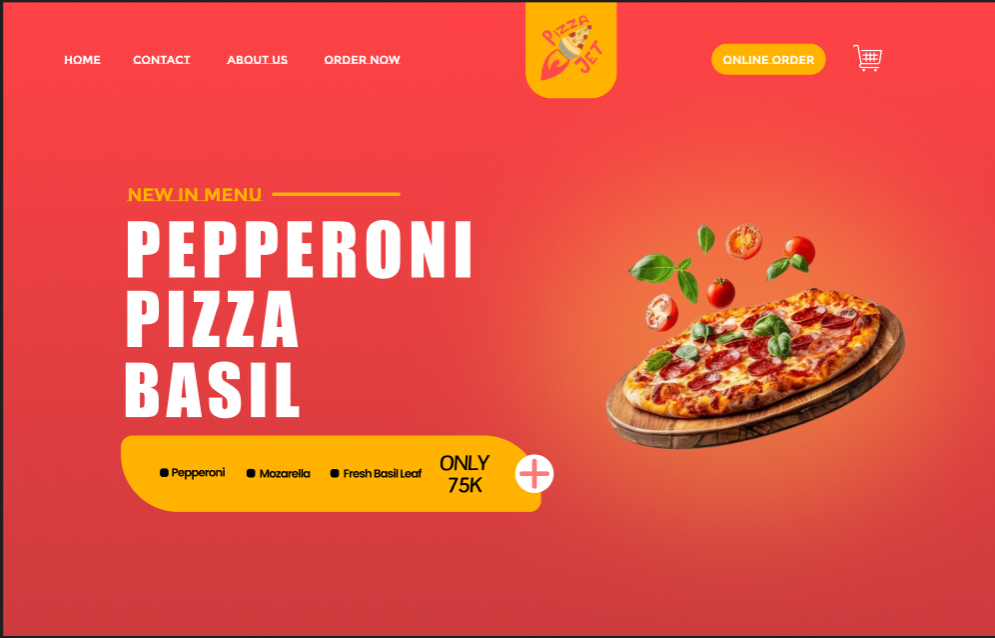 HOME CONTACT ABOUT US ORDER NOW
PIZZA
JET
ONLINE ORDER
NEW IN MENU
PEPPERONI
PIZZA
BASIL
Pepperoni Mozarella Fresh Basil Leaf
ONLY
75K